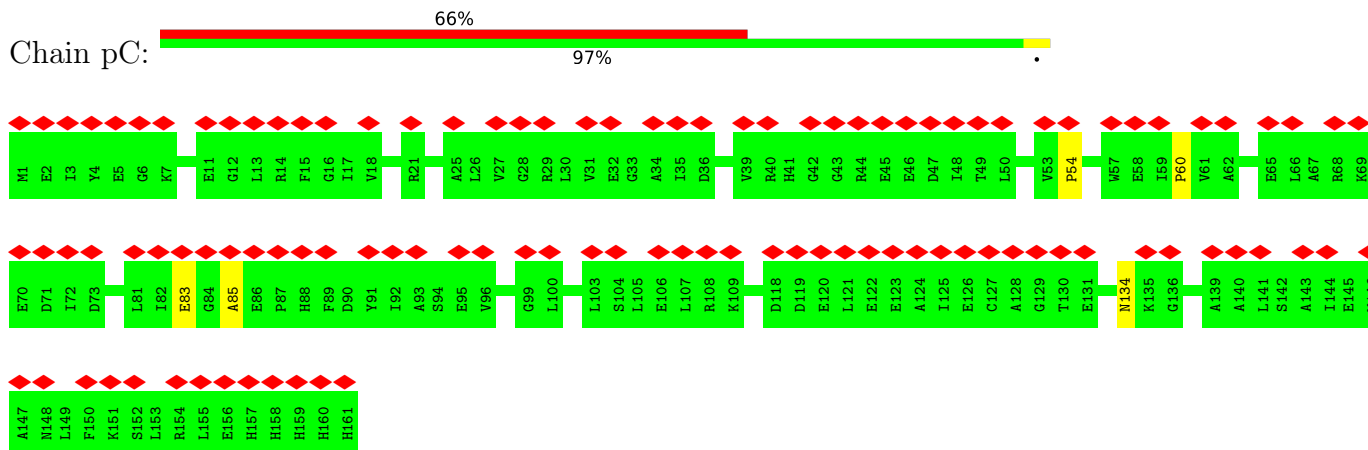 66%
Chain pC:
97% .
M1 E2 I3 Y4 E5 G6 K7 E11 G12 L13 R14 F15 G16 I17 V18 R21 A25 L26 V27 G28 R29 L30 V31 E32 G33 A34 I35 D36 V39 R40 H41 G42 G43 R44 E45 E46 D47 I48 T49 L50 V53 P54 W57 E58 I59 P60 V61 A62 E65 L66 A67 R68 K69
E70 D71 I72 D73 L81 I82 E83 G84 A85 E86 P87 H88 F89 D90 Y91 I92 A93 S94 E95 V96 G99 L100 L103 S104 L105 E106 L107 R108 K109 D118 D119 E120 L121 E122 E123 A124 I125 E126 C127 A128 G129 T130 E131 N134 K135 G136 A139 A140 L141 S142 A143 I144 E145
A147 N148 L149 F150 K151 S152 L153 R154 L155 E156 H157 H158 H159 H160 H161